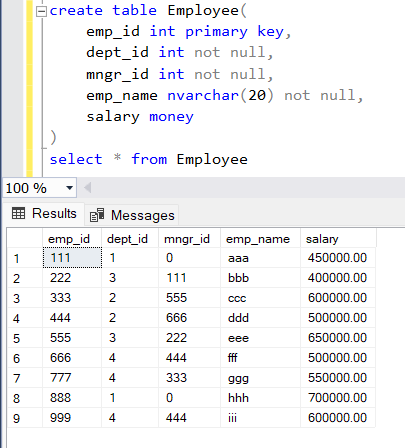 create table Employee(
emp_id int primary key,
dept_id int not null,
mngr_id int not null,
emp_name nvarchar(20) not null,
salary money
)
select * from Employee
100 %
Results Messages
emp_id dept_id mngr_id emp_name salary
1 111 1 0 aaa 450000.00
2 222 3 111 bbb 400000.00
3 333 2 555 ccc 600000.00
4 444 2 666 ddd 500000.00
5 555 3 222 eee 650000.00
6 666 4 444 fff 500000.00
7 777 4 333 ggg 550000.00
8 888 1 0 hhh 700000.00
9 999 4 444 iii 600000.00